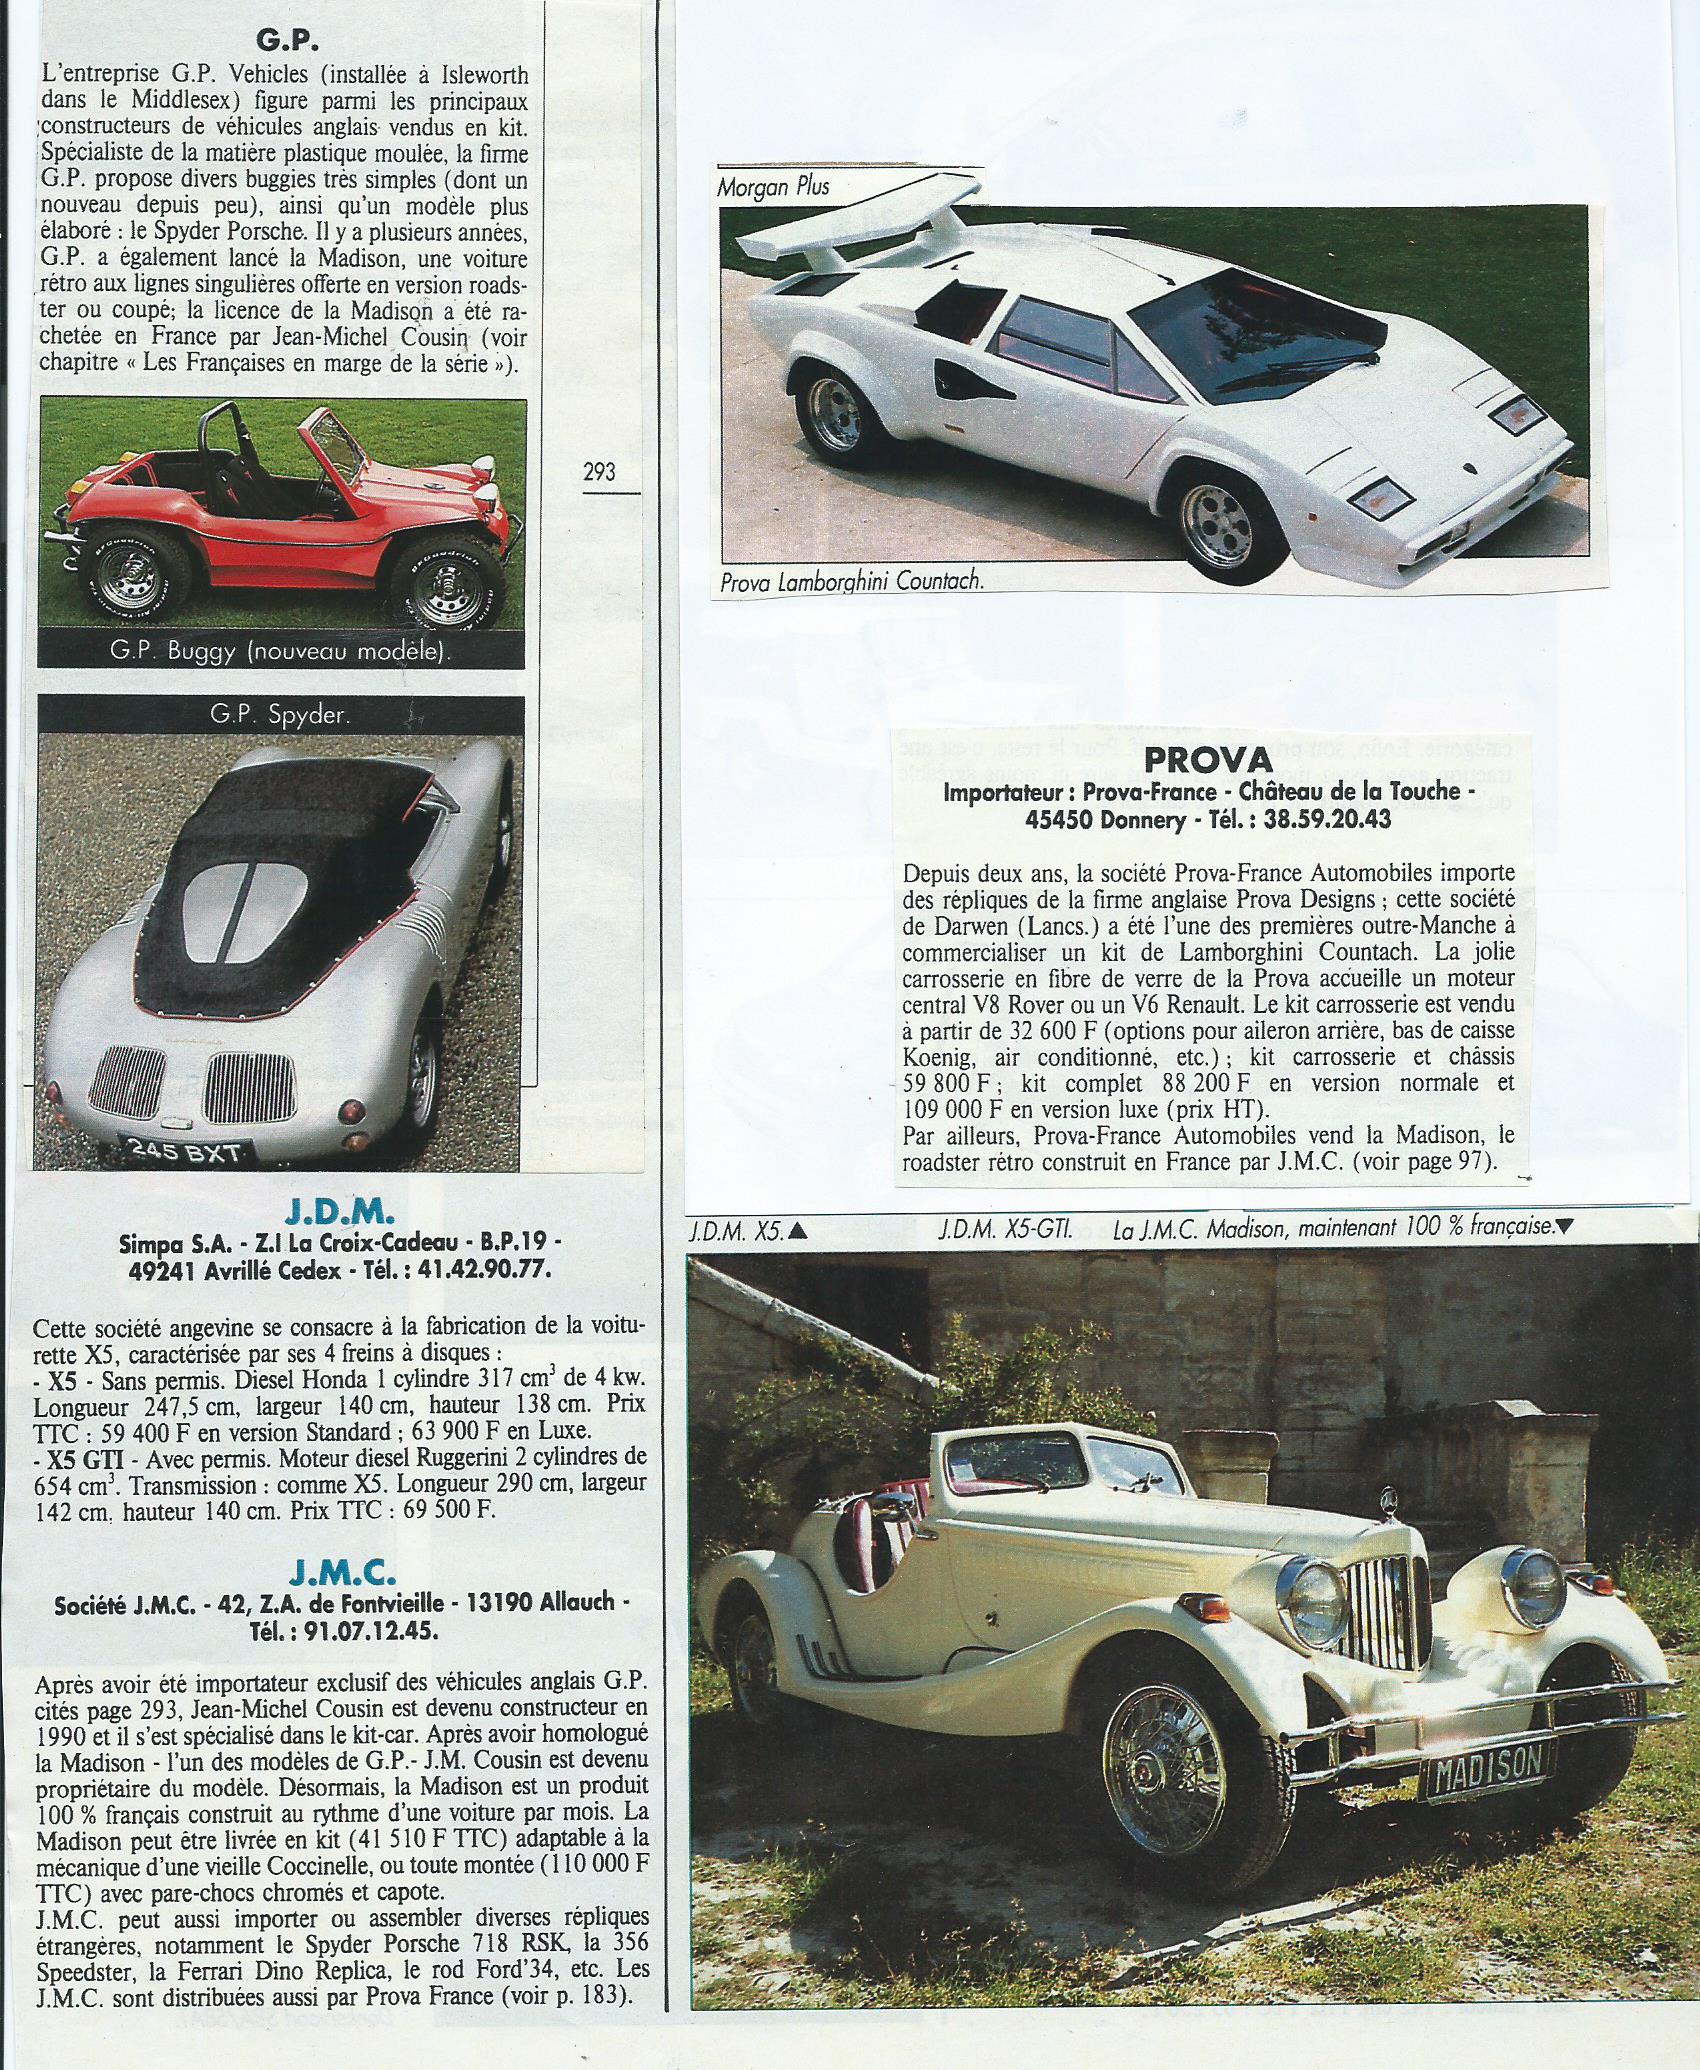 G.P.
L'entreprise G.P. Vehicles (installée à Isleworth
dans le Middlesex) figure parmi les principaux
constructeurs de véhicules anglais vendus en kit.
Spécialiste de la matière plastique moulée, la firme
G.P. propose divers buggies très simples (dont un
nouveau depuis peu), ainsi qu'un modèle plus
élaboré : le Spyder Porsche. Il y a plusieurs années,
G.P. a également lancé la Madison, une voiture
rétro aux lignes singulières offerte en version roads-
ter ou coupé; la licence de la Madison a été ra-
chetée en France par Jean-Michel Cousin (voir
chapitre « Les Françaises en marge de la série »).
293
G.P. Buggy (nouveau modèle).
G.P. Spyder.
245 BXT
J.D.M.
Simpa S.A. - Z.I La Croix-Cadeau - B.P.19 -
49241 Avrillé Cedex - Tél. : 41.42.90.77.
Cette société angevine se consacre à la fabrication de la voitu-
rette X5, caractérisée par ses 4 freins à disques :
- X5 - Sans permis. Diesel Honda 1 cylindre 317 cm³ de 4 kw.
Longueur 247,5 cm, largeur 140 cm, hauteur 138 cm. Prix
TTC : 59 400 F en version Standard ; 63 900 F en Luxe.
- X5 GTI - Avec permis. Moteur diesel Ruggerini 2 cylindres de
654 cm³. Transmission : comme X5. Longueur 290 cm, largeur
142 cm, hauteur 140 cm. Prix TTC : 69 500 F.
J.M.C.
Société J.M.C. - 42, Z.A. de Fontvieille - 13190 Allauch -
Tél. : 91.07.12.45.
Après avoir été importateur exclusif des véhicules anglais G.P.
cités page 293, Jean-Michel Cousin est devenu constructeur en
1990 et il s'est spécialisé dans le kit-car. Après avoir homologué
la Madison - l'un des modèles de G.P.- J.M. Cousin est devenu
propriétaire du modèle. Désormais, la Madison est un produit
100 % français construit au rythme d'une voiture par mois. La
Madison peut être livrée en kit (41 510 F TTC) adaptable à la
mécanique d'une vieille Coccinelle, ou toute montée (110 000 F
TTC) avec pare-chocs chromés et capote.
J.M.C. peut aussi importer ou assembler diverses répliques
étrangères, notamment le Spyder Porsche 718 RSK, la 356
Speedster, la Ferrari Dino Replica, le rod Ford'34, etc. Les
J.M.C. sont distribuées aussi par Prova France (voir p. 183).
Morgan Plus
Prova Lamborghini Countach.
PROVA
Importateur : Prova-France - Château de la Touche -
45450 Donnery - Tél. : 38.59.20.43
Depuis deux ans, la société Prova-France Automobiles importe
des répliques de la firme anglaise Prova Designs ; cette société
de Darwen (Lancs.) a été l'une des premières outre-Manche à
commercialiser un kit de Lamborghini Countach. La jolie
carrosserie en fibre de verre de la Prova accueille un moteur
central V8 Rover ou un V6 Renault. Le kit carrosserie est vendu
à partir de 32 600 F (options pour aileron arrière, bas de caisse
Koenig, air conditionné, etc.) ; kit carrosserie et châssis
59 800 F ; kit complet 88 200 F en version normale et
109 000 F en version luxe (prix HT).
Par ailleurs, Prova-France Automobiles vend la Madison, le
roadster rétro construit en France par J.M.C. (voir page 97).
J.D.M. X5.▲ J.D.M. X5-GTI. La J.M.C. Madison, maintenant 100 % française.▼
MADISON